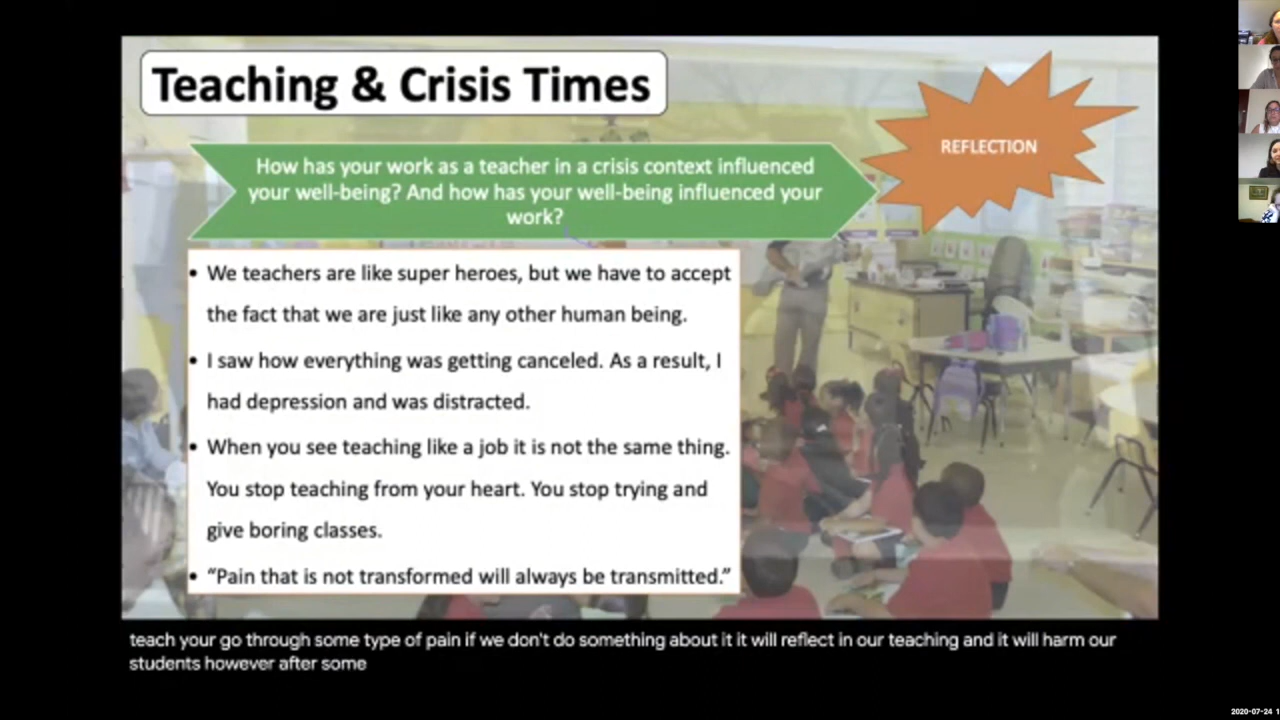 Teaching & Crisis Times
REFLECTION
How has your work as a teacher in a crisis context influenced
your well-being? And how has your well-being influenced your
work?
• We teachers are like super heroes, but we have to accept
the fact that we are just like any other human being.
• I saw how everything was getting canceled. As a result, I
had depression and was distracted.
• When you see teaching like a job it is not the same thing.
You stop teaching from your heart. You stop trying and
give boring classes.
• “Pain that is not transformed will always be transmitted.”
teach your go through some type of pain if we don't do something about it it will reflect in our teaching and it will harm our
students however after some
2020-07-24 1